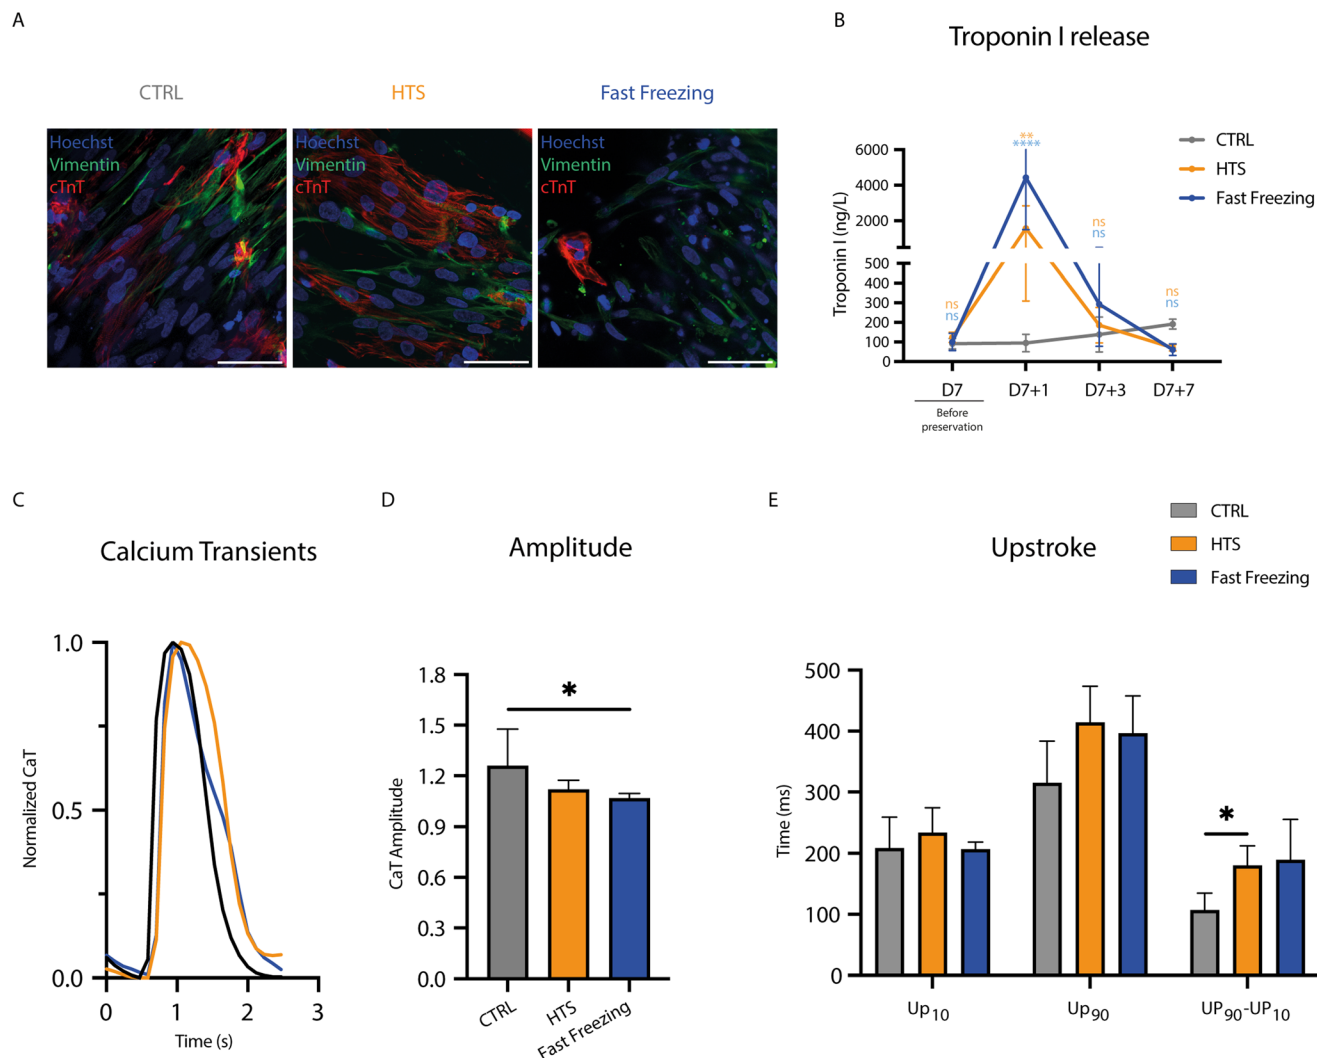 A
CTRL
HTS
Fast Freezing
Hoechst
Vimentin
cTnT
Hoechst
Vimentin
cTnT
Hoechst
Vimentin
cTnT
B
Troponin I release
Troponin I (ng/L)
6000
4000
2000
500
400
300
200
100
0
**
****
ns
ns
ns
ns
ns
ns
D7
D7+1
D7+3
D7+7
Before
preservation
CTRL
HTS
Fast Freezing
C
Calcium Transients
Normalized CaT
1.0
0.5
0.0
0
1
2
3
Time (s)
D
Amplitude
CaT Amplitude
1.8
1.5
1.2
0.9
0.6
0.3
0.0
*
CTRL
HTS
Fast Freezing
E
Upstroke
CTRL
HTS
Fast Freezing
Time (ms)
500
400
300
200
100
0
*
Up10
Up90
UP90-UP10